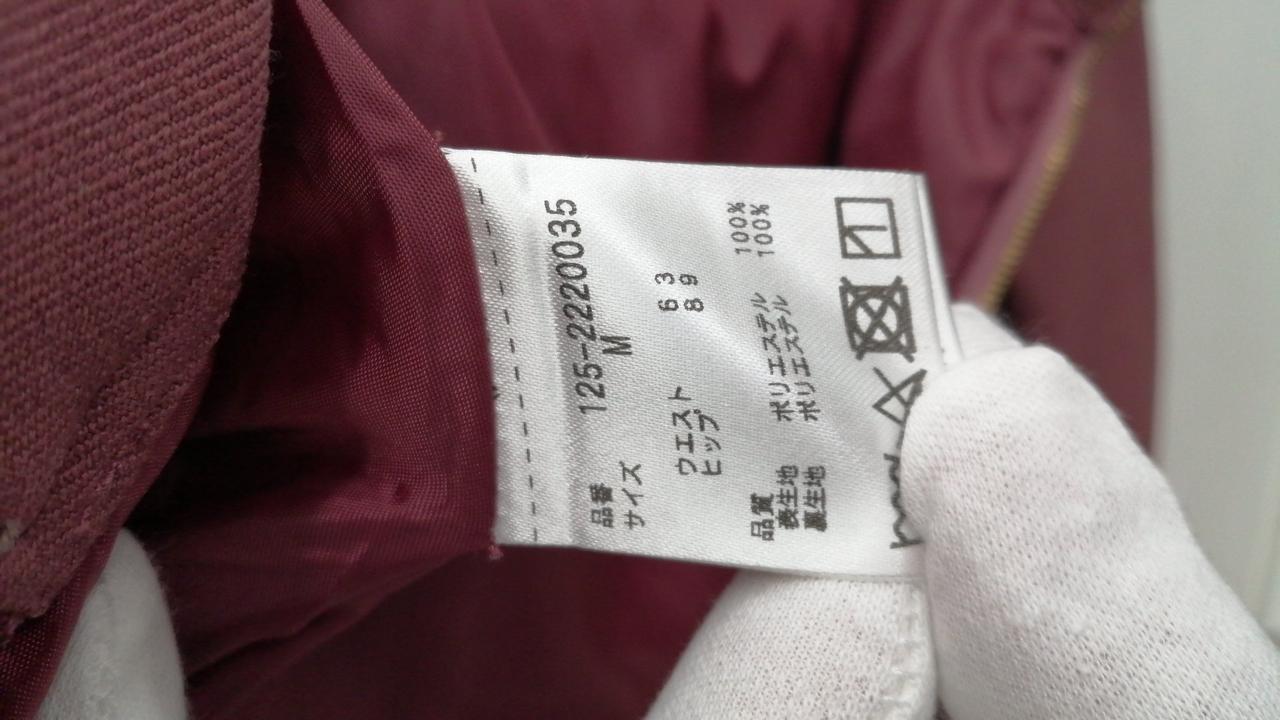 品番 125-2220035
サイズ M
ウエスト 63
ヒップ 89
品質
表生地 ポリエステル 100%
裏生地 ポリエステル 100%